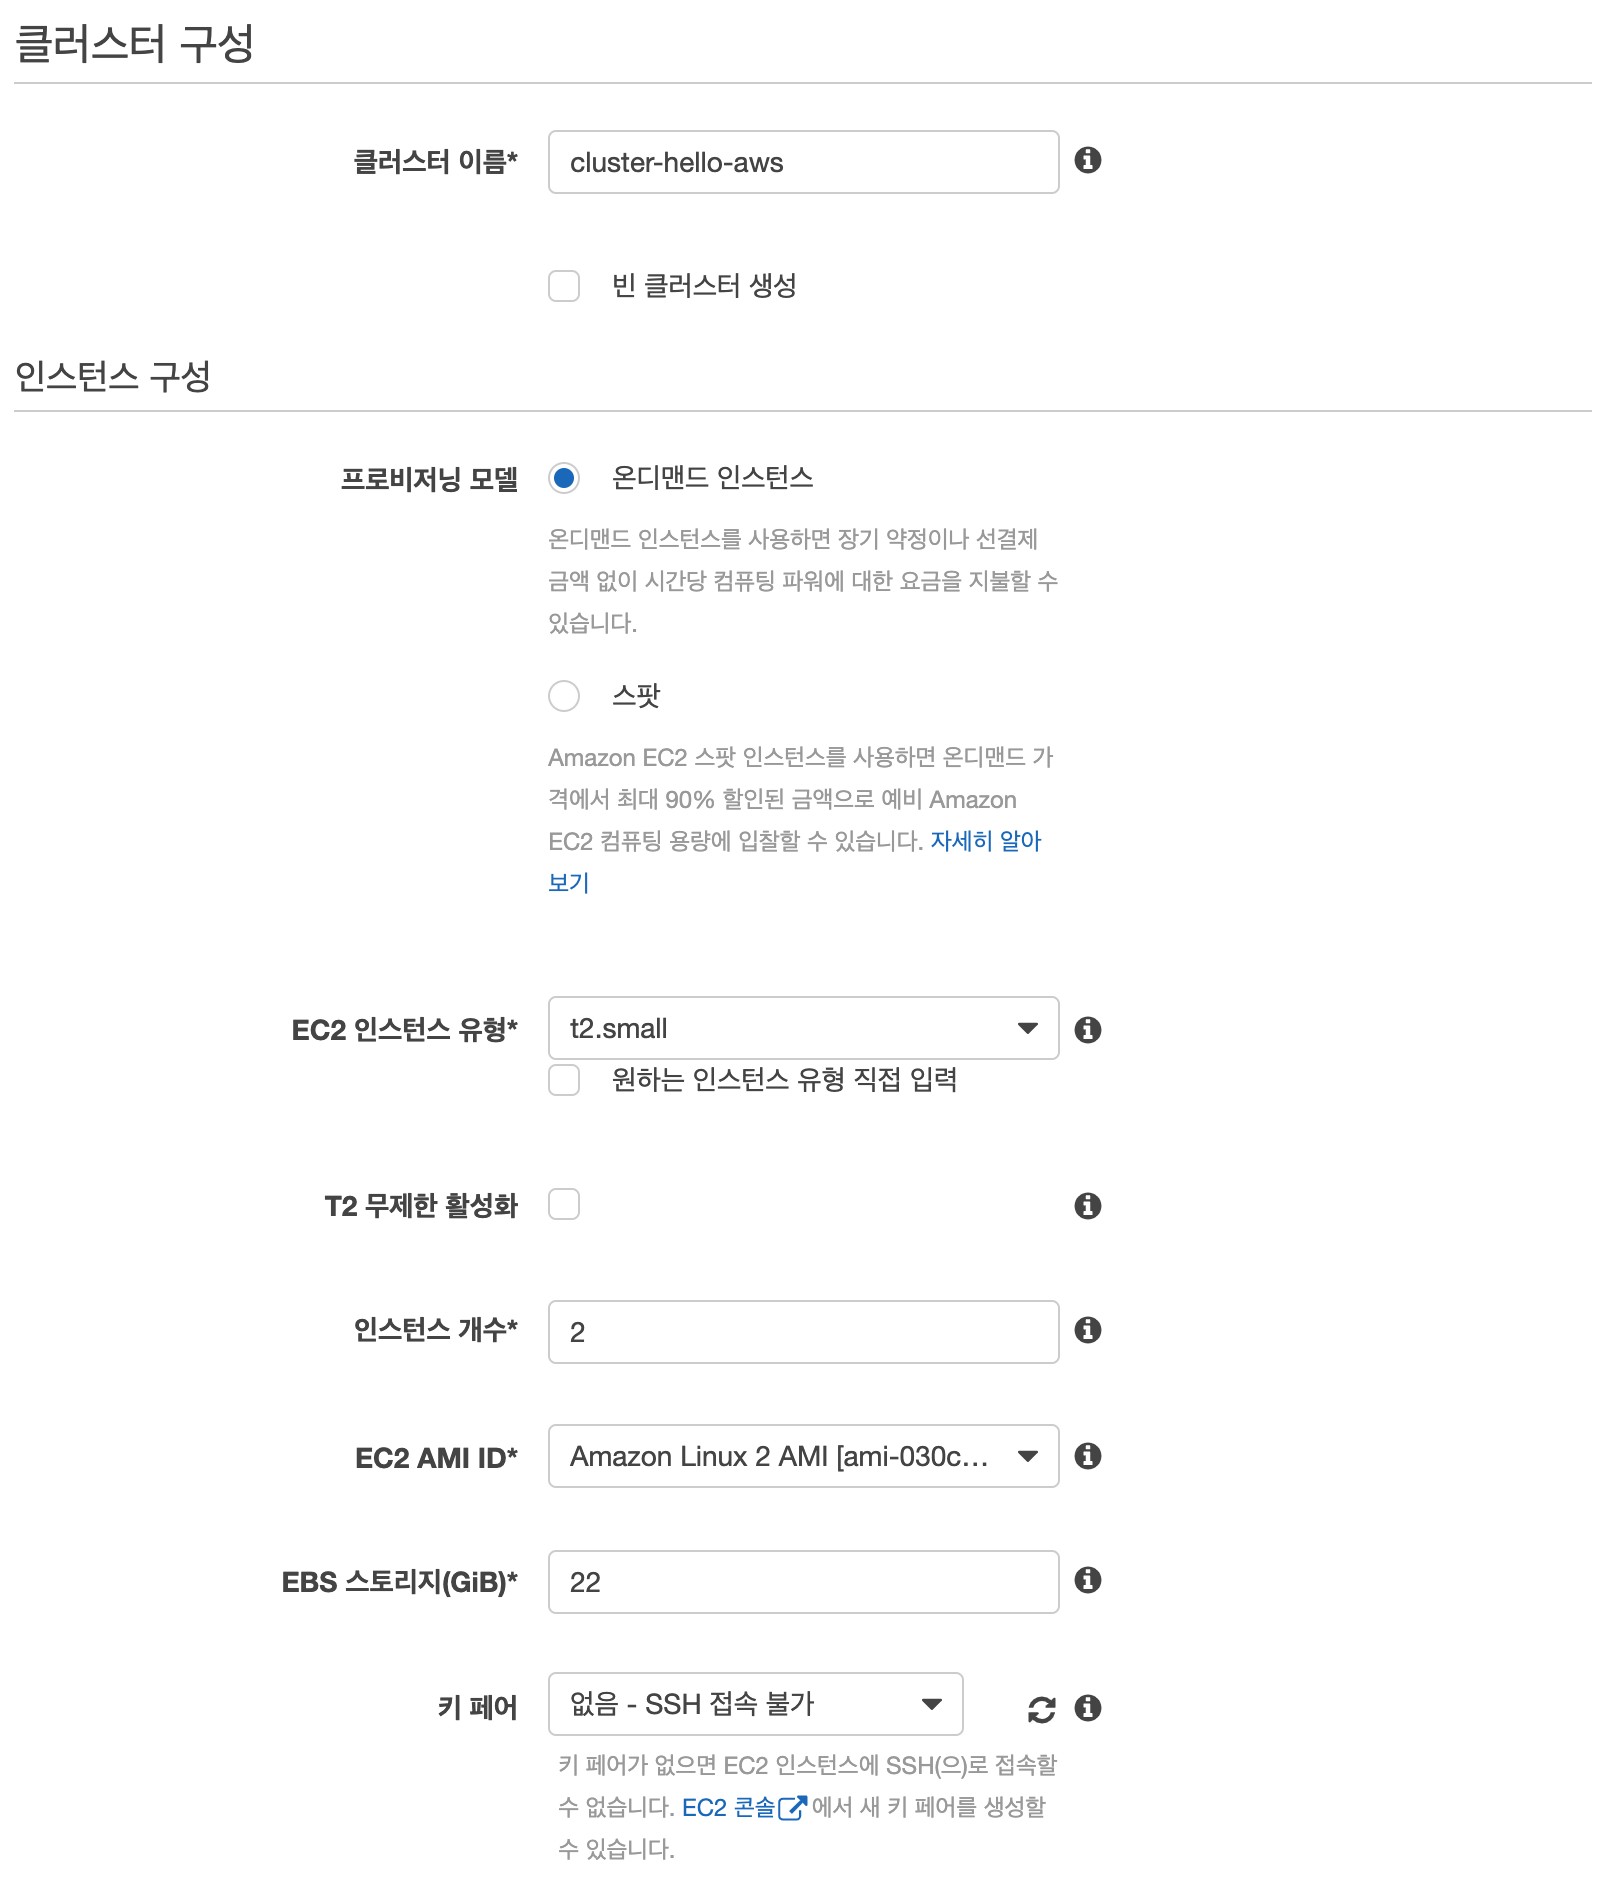 클러스터 구성
클러스터 이름* cluster-hello-aws
빈 클러스터 생성
인스턴스 구성
프로비저닝 모델 온디맨드 인스턴스
온디맨드 인스턴스를 사용하면 장기 약정이나 선결제
금액 없이 시간당 컴퓨팅 파워에 대한 요금을 지불할 수
있습니다.
스팟
Amazon EC2 스팟 인스턴스를 사용하면 온디맨드 가
격에서 최대 90% 할인된 금액으로 예비 Amazon
EC2 컴퓨팅 용량에 입찰할 수 있습니다. 자세히 알아
보기
EC2 인스턴스 유형* t2.small
원하는 인스턴스 유형 직접 입력
T2 무제한 활성화
인스턴스 개수* 2
EC2 AMI ID* Amazon Linux 2 AMI [ami-030c...
EBS 스토리지(GiB)* 22
키 페어 없음 - SSH 접속 불가
키 페어가 없으면 EC2 인스턴스에 SSH(으)로 접속할
수 없습니다. EC2 콘솔 에서 새 키 페어를 생성할
수 있습니다.